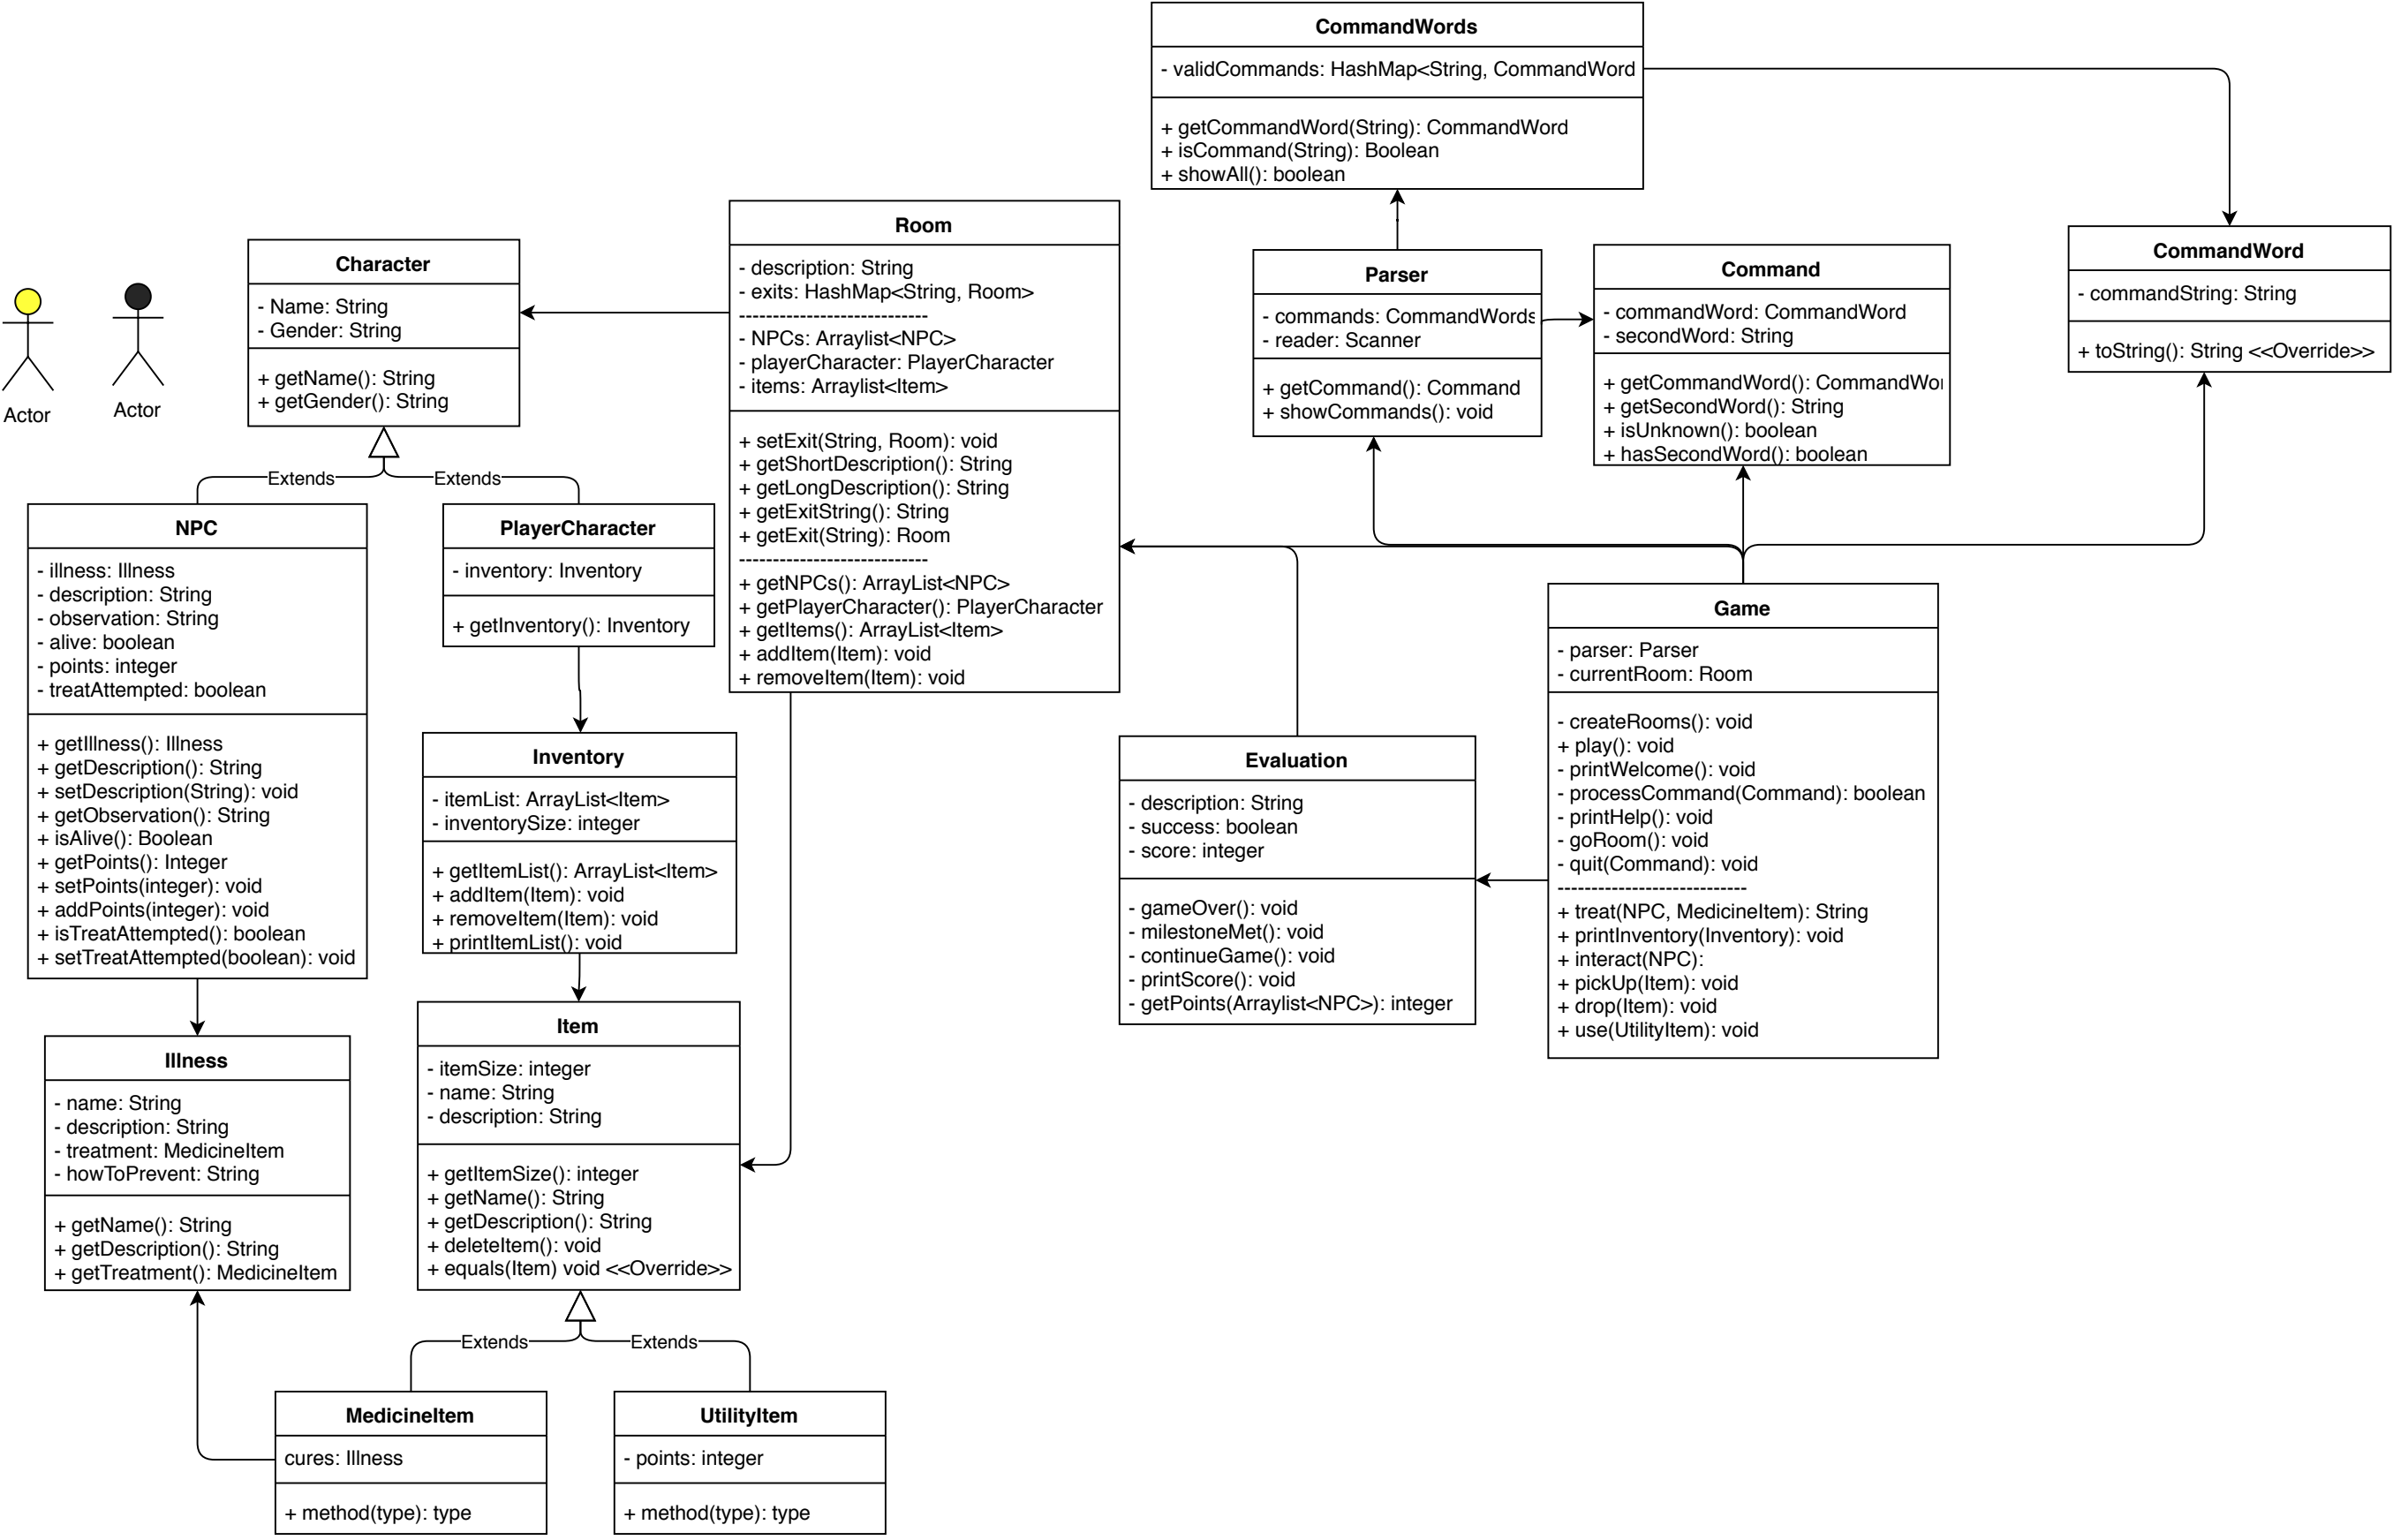 CommandWords
- validCommands: HashMap<String, CommandWord
+ getCommandWord(String): CommandWord
+ isCommand(String): Boolean
+ showAll(): boolean
Actor
Actor
Character
- Name: String
- Gender: String
+ getName(): String
+ getGender(): String
Extends
Extends
Room
- description: String
- exits: HashMap<String, Room>
----------------------------
- NPCs: Arraylist<NPC>
- playerCharacter: PlayerCharacter
- items: Arraylist<Item>
+ setExit(String, Room): void
+ getShortDescription(): String
+ getLongDescription(): String
+ getExitString(): String
+ getExit(String): Room
----------------------------
+ getNPCs(): ArrayList<NPC>
+ getPlayerCharacter(): PlayerCharacter
+ getItems(): ArrayList<Item>
+ addItem(Item): void
+ removeItem(Item): void
Parser
- commands: CommandWords
- reader: Scanner
+ getCommand(): Command
+ showCommands(): void
Command
- commandWord: CommandWord
- secondWord: String
+ getCommandWord(): CommandWor
+ getSecondWord(): String
+ isUnknown(): boolean
+ hasSecondWord(): boolean
CommandWord
- commandString: String
+ toString(): String <<Override>>
NPC
- illness: Illness
- description: String
- observation: String
- alive: boolean
- points: integer
- treatAttempted: boolean
+ getIllness(): Illness
+ getDescription(): String
+ setDescription(String): void
+ getObservation(): String
+ isAlive(): Boolean
+ getPoints(): Integer
+ setPoints(integer): void
+ addPoints(integer): void
+ isTreatAttempted(): boolean
+ setTreatAttempted(boolean): void
PlayerCharacter
- inventory: Inventory
+ getInventory(): Inventory
Inventory
- itemList: ArrayList<Item>
- inventorySize: integer
+ getItemList(): ArrayList<Item>
+ addItem(Item): void
+ removeItem(Item): void
+ printItemList(): void
Evaluation
- description: String
- success: boolean
- score: integer
- gameOver(): void
- milestoneMet(): void
- continueGame(): void
- printScore(): void
- getPoints(Arraylist<NPC>): integer
Game
- parser: Parser
- currentRoom: Room
- createRooms(): void
+ play(): void
- printWelcome(): void
- processCommand(Command): boolean
- printHelp(): void
- goRoom(): void
- quit(Command): void
----------------------------
+ treat(NPC, MedicineItem): String
+ printInventory(Inventory): void
+ interact(NPC):
+ pickUp(Item): void
+ drop(Item): void
+ use(UtilityItem): void
Illness
- name: String
- description: String
- treatment: MedicineItem
- howToPrevent: String
+ getName(): String
+ getDescription(): String
+ getTreatment(): MedicineItem
Item
- itemSize: integer
- name: String
- description: String
+ getItemSize(): integer
+ getName(): String
+ getDescription(): String
+ deleteItem(): void
+ equals(Item) void <<Override>>
Extends
Extends
MedicineItem
cures: Illness
+ method(type): type
UtilityItem
- points: integer
+ method(type): type